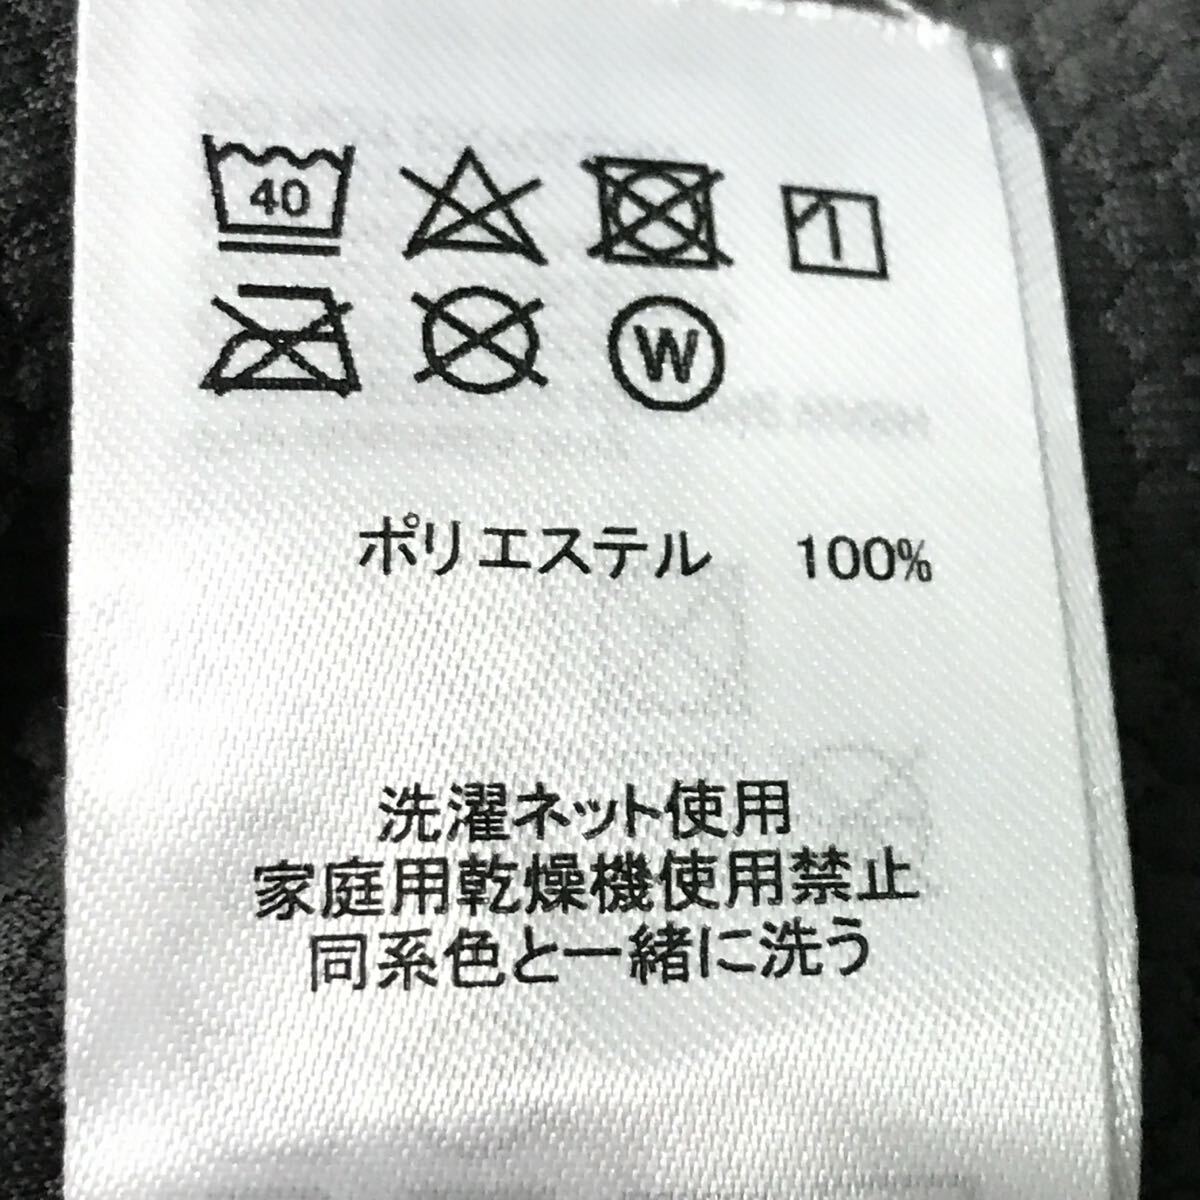 40
W
ポリエステル 100%
洗濯ネット使用
家庭用乾燥機使用禁止
同系色と一緒に洗う